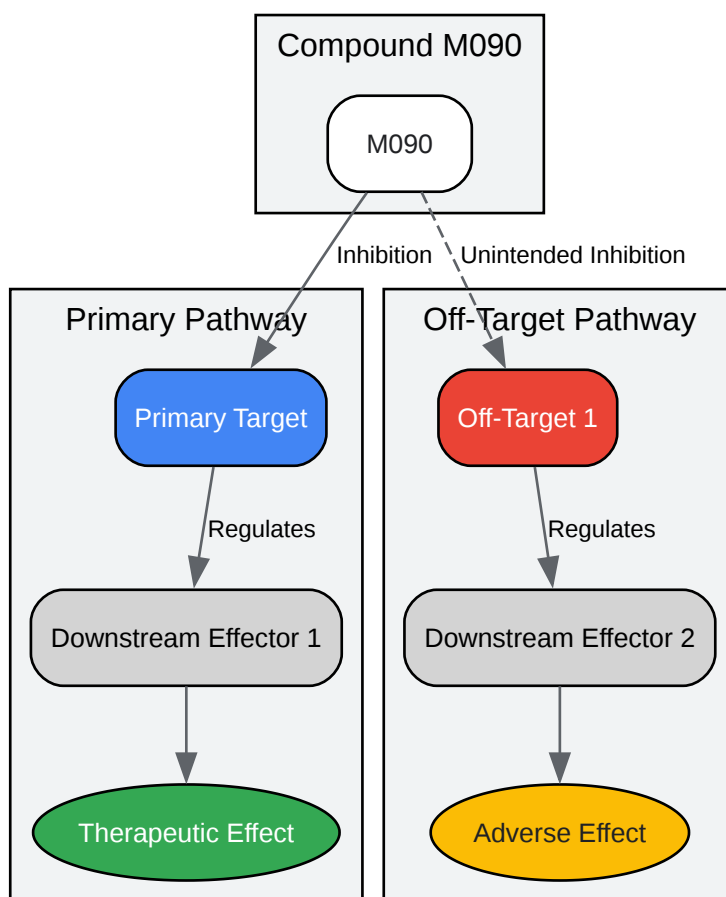 Compound M090
M090
Inhibition
Unintended Inhibition
Primary Pathway
Off-Target Pathway
Primary Target
Off-Target 1
Regulates
Regulates
Downstream Effector 1
Downstream Effector 2
Therapeutic Effect
Adverse Effect